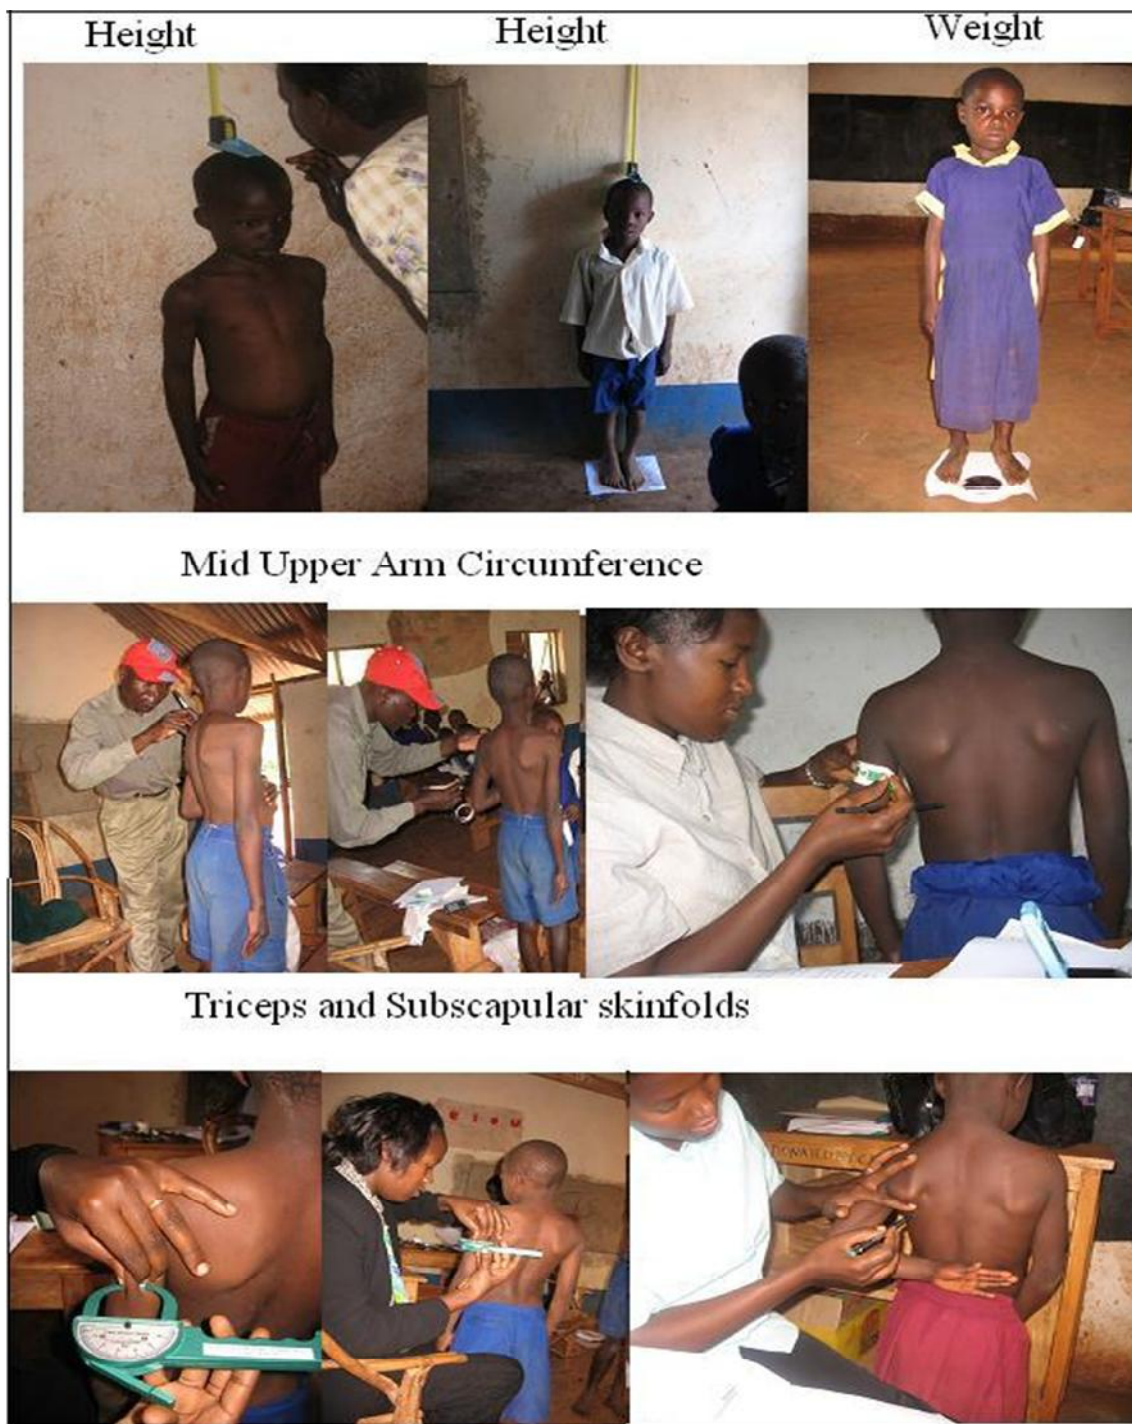 Height
Height
Weight
Mid Upper Arm Circumference
Triceps and Subscapular skinfolds